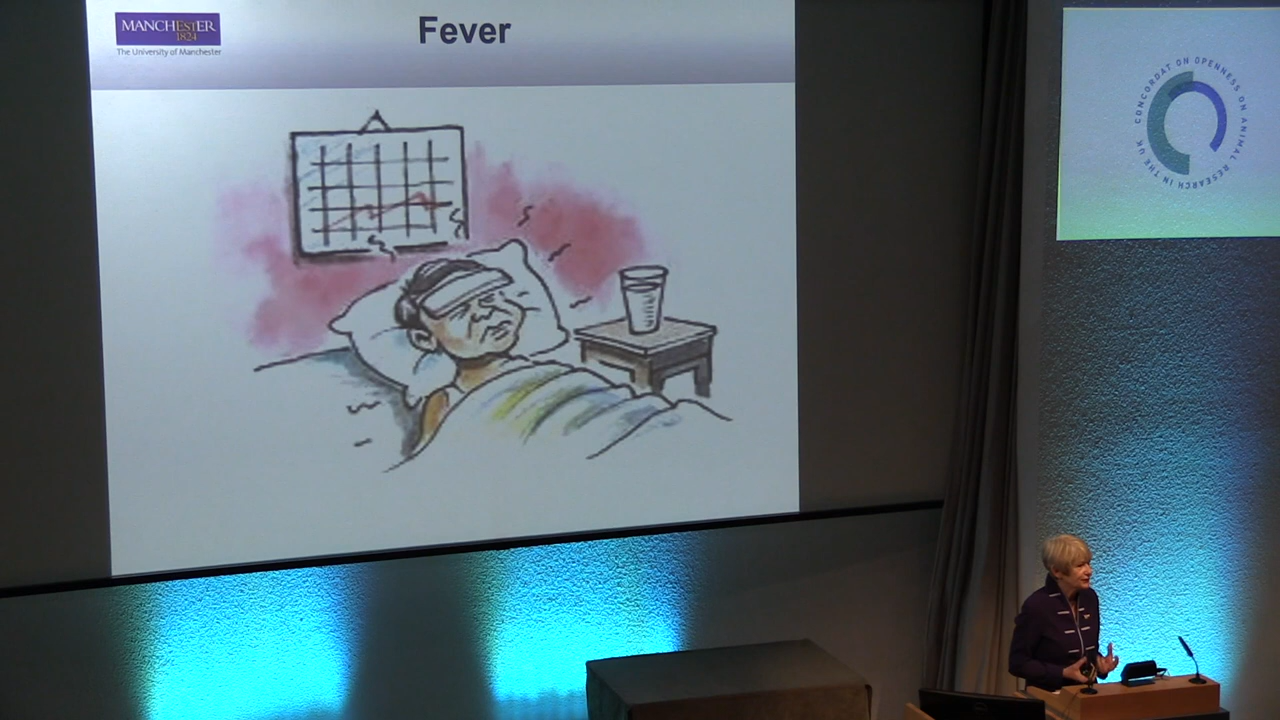 MANCHESTER
1824
The University of Manchester
Fever
CONCORDAT ON OPENNESS ON ANIMAL RESEARCH IN THE UK